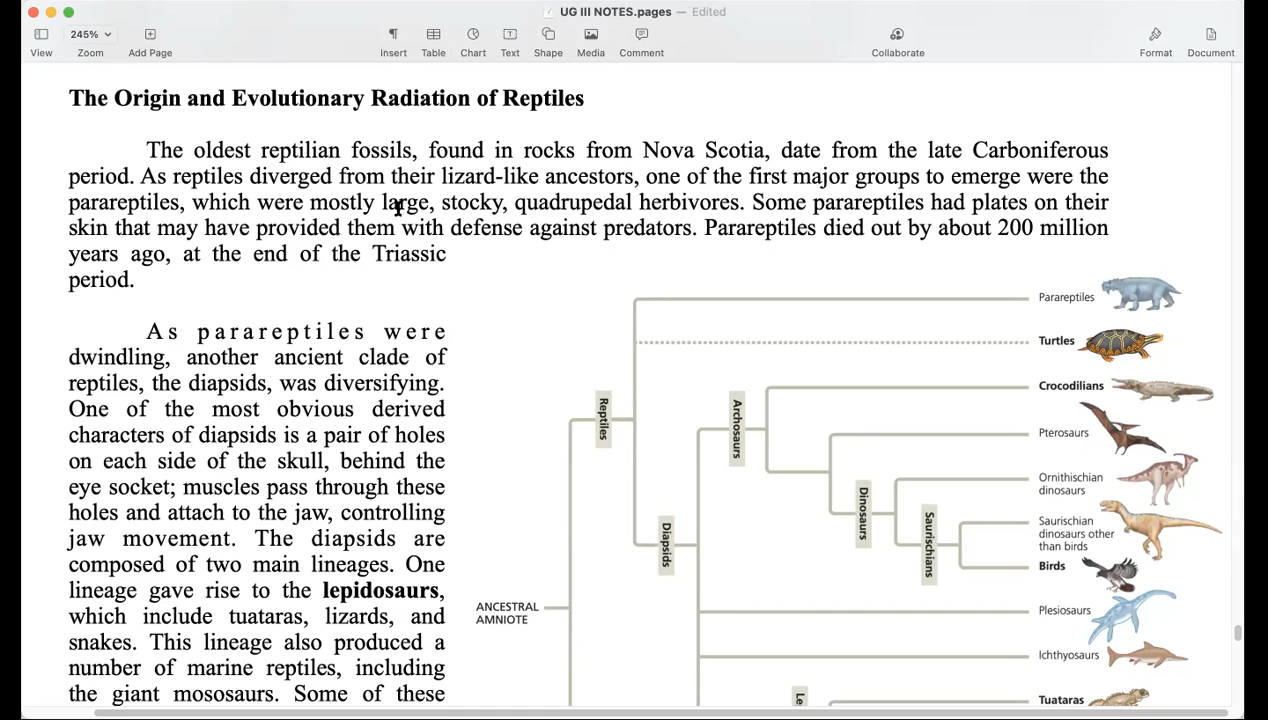 UG III NOTES.pages — Edited
245%
View
Zoom
Add Page
Insert
Table
Chart
Text
Shape
Media
Comment
Collaborate
Format
Document
The Origin and Evolutionary Radiation of Reptiles
The oldest reptilian fossils, found in rocks from Nova Scotia, date from the late Carboniferous
period. As reptiles diverged from their lizard-like ancestors, one of the first major groups to emerge were the
parareptiles, which were mostly large, stocky, quadrupedal herbivores. Some parareptiles had plates on their
skin that may have provided them with defense against predators. Parareptiles died out by about 200 million
years ago, at the end of the Triassic
period.
As parareptiles were
dwindling, another ancient clade of
reptiles, the diapsids, was diversifying.
One of the most obvious derived
characters of diapsids is a pair of holes
on each side of the skull, behind the
eye socket; muscles pass through these
holes and attach to the jaw, controlling
jaw movement. The diapsids are
composed of two main lineages. One
lineage gave rise to the lepidosaurs,
which include tuataras, lizards, and
snakes. This lineage also produced a
number of marine reptiles, including
the giant mososaurs. Some of these
Parareptiles
Turtles
Crocodilians
Pterosaurs
Ornithischian
dinosaurs
Saurischian
dinosaurs other
than birds
Birds
Plesiosaurs
Ichthyosaurs
Tuataras
Reptiles
Archosaurs
Dinosaurs
Saurischians
Diapsids
ANCESTRAL
AMNIOTE
Le